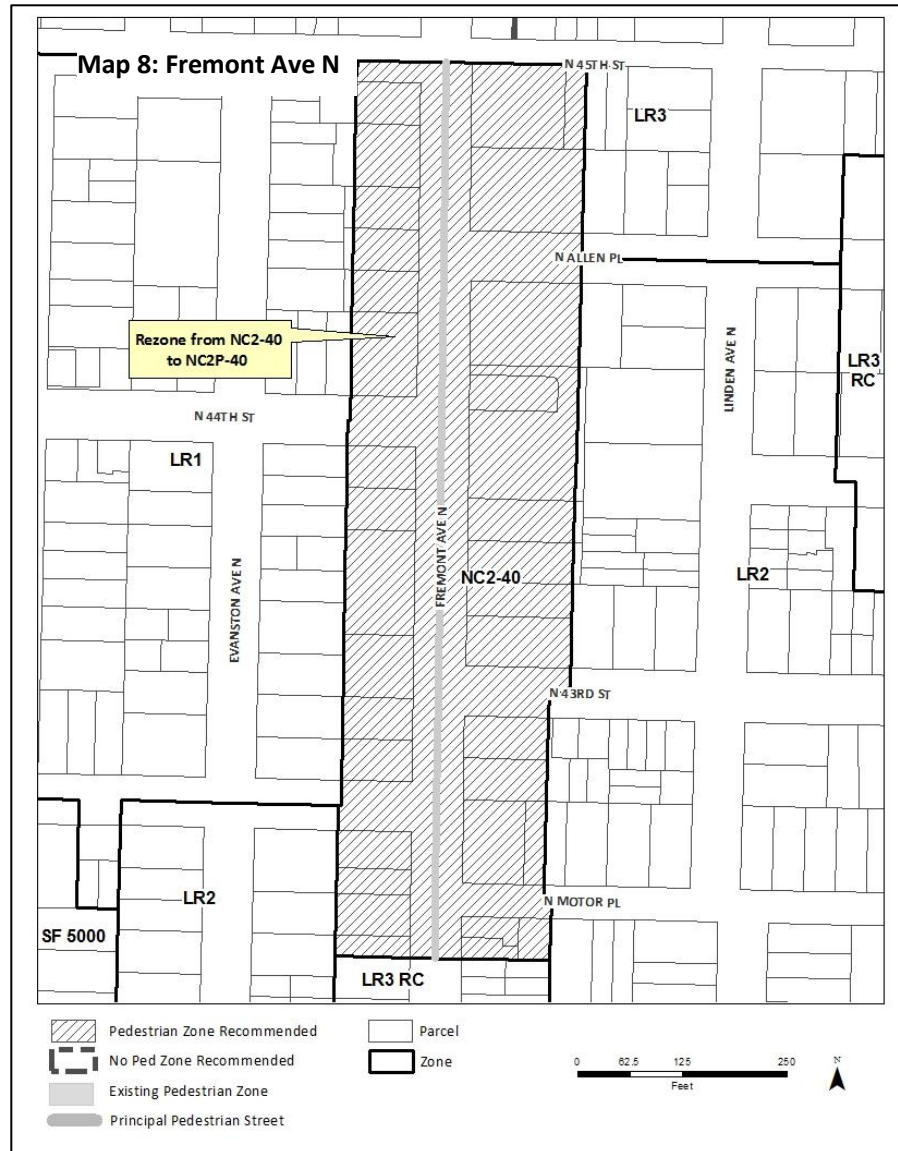 Map 8: Fremont Ave N
N 45TH ST
LR3
N ALLEN PL
Rezone from NC2-40
to NC2P-40
LINDEN AVE N
LR3
RC
N 44TH ST
LR1
FREMONT AVE N
NC2-40
LR2
EVANSTON AVE N
N 43RD ST
LR2
N MOTOR PL
SF 5000
LR3 RC
Pedestrian Zone Recommended
No Ped Zone Recommended
Existing Pedestrian Zone
Principal Pedestrian Street
Parcel
Zone
0 62.5 125 250
Feet
N